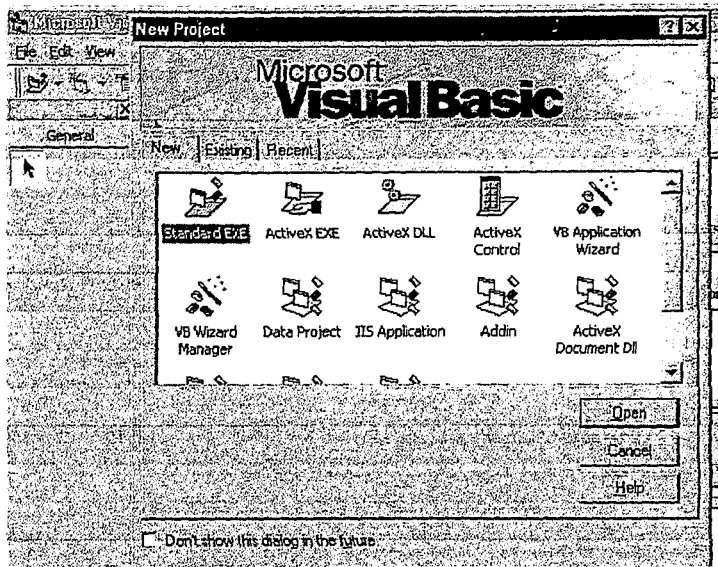 Microsoft Vis
New Project
File Edit View
Microsoft
Visual Basic
General
New Existing Recent
Standard EXE ActiveX EXE ActiveX DLL ActiveX Control VB Application Wizard
VB Wizard Manager Data Project IIS Application Addin ActiveX Document Dll
Open
Cancel
Help
Don't show this dialog in the future